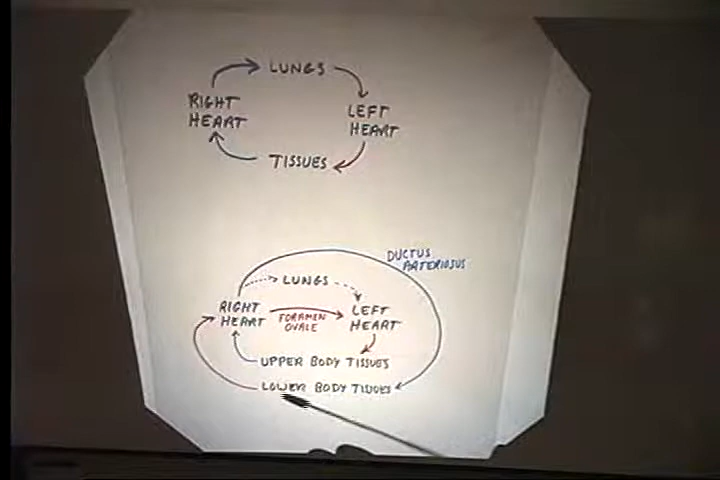 LUNGS
RIGHT
HEART
LEFT
HEART
TISSUES
DUCTUS
ARTERIOSUS
LUNGS
RIGHT
HEART
FORAMEN
OVALE
LEFT
HEART
UPPER BODY TISSUES
LOWER BODY TISSUES